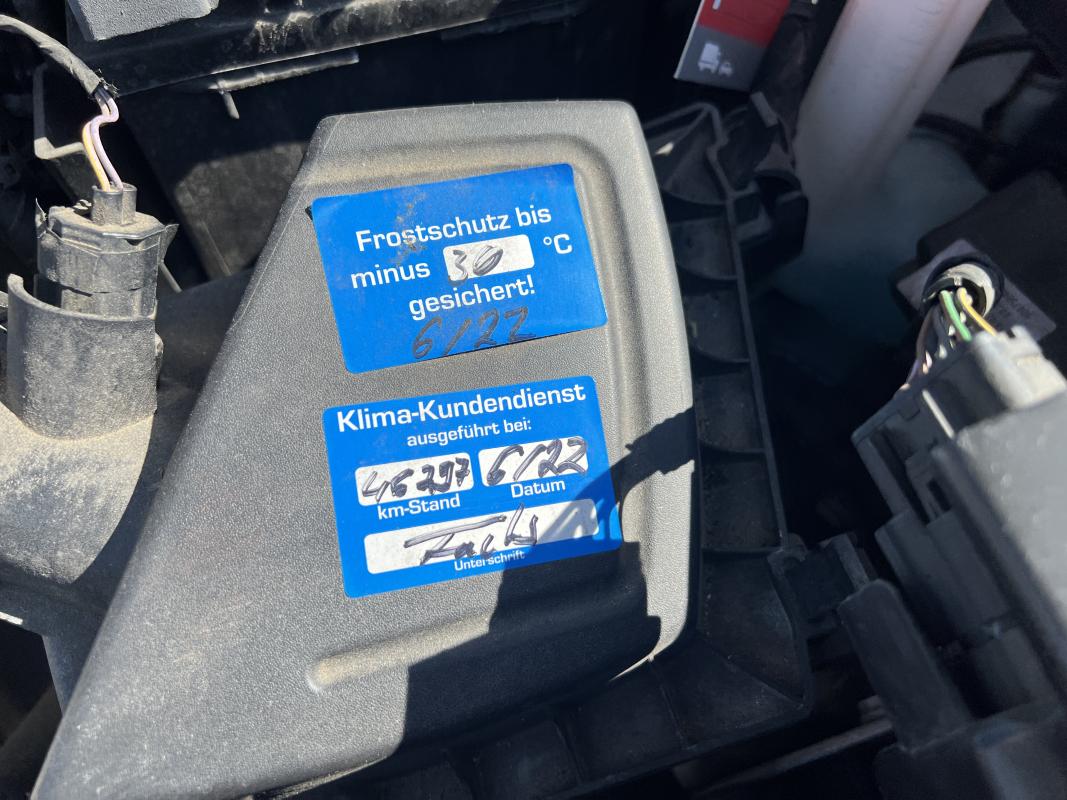 Frostschutz bis
minus 30 °C
gesichert!
6/22
Klima-Kundendienst
ausgeführt bei:
46297 6/22
km-Stand Datum
Unterschrift